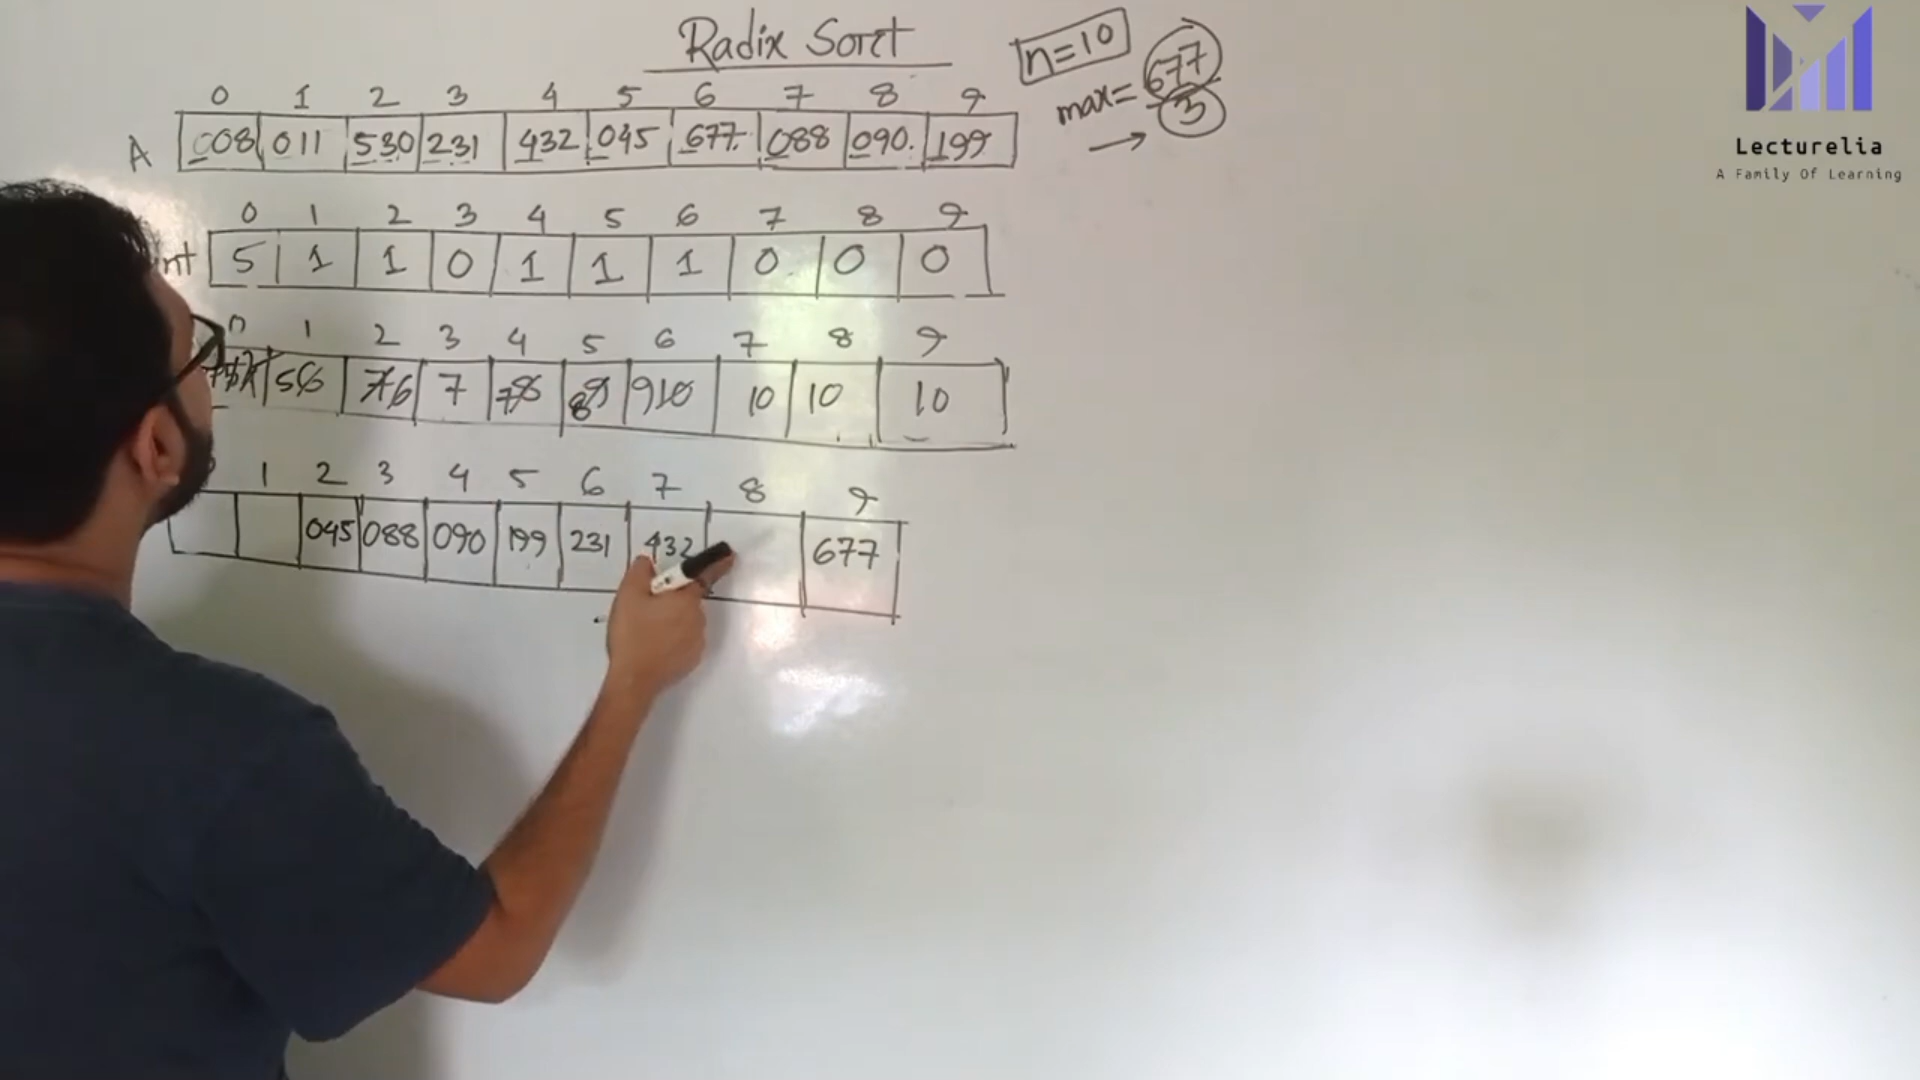 Radix Sort
n=10
max= 677
→ 3
0 1 2 3 4 5 6 7 8 9
A 008 011 530 231 432 045 677 088 090 199
0 1 2 3 4 5 6 7 8 9
nt 5 1 1 0 1 1 1 0 0 0
1 2 3 4 5 6 7 8 9
56 76 7 78 89 910 10 10 10
1 2 3 4 5 6 7 8 9
045 088 090 199 231 432 677
Lecturelia
A Family Of Learning